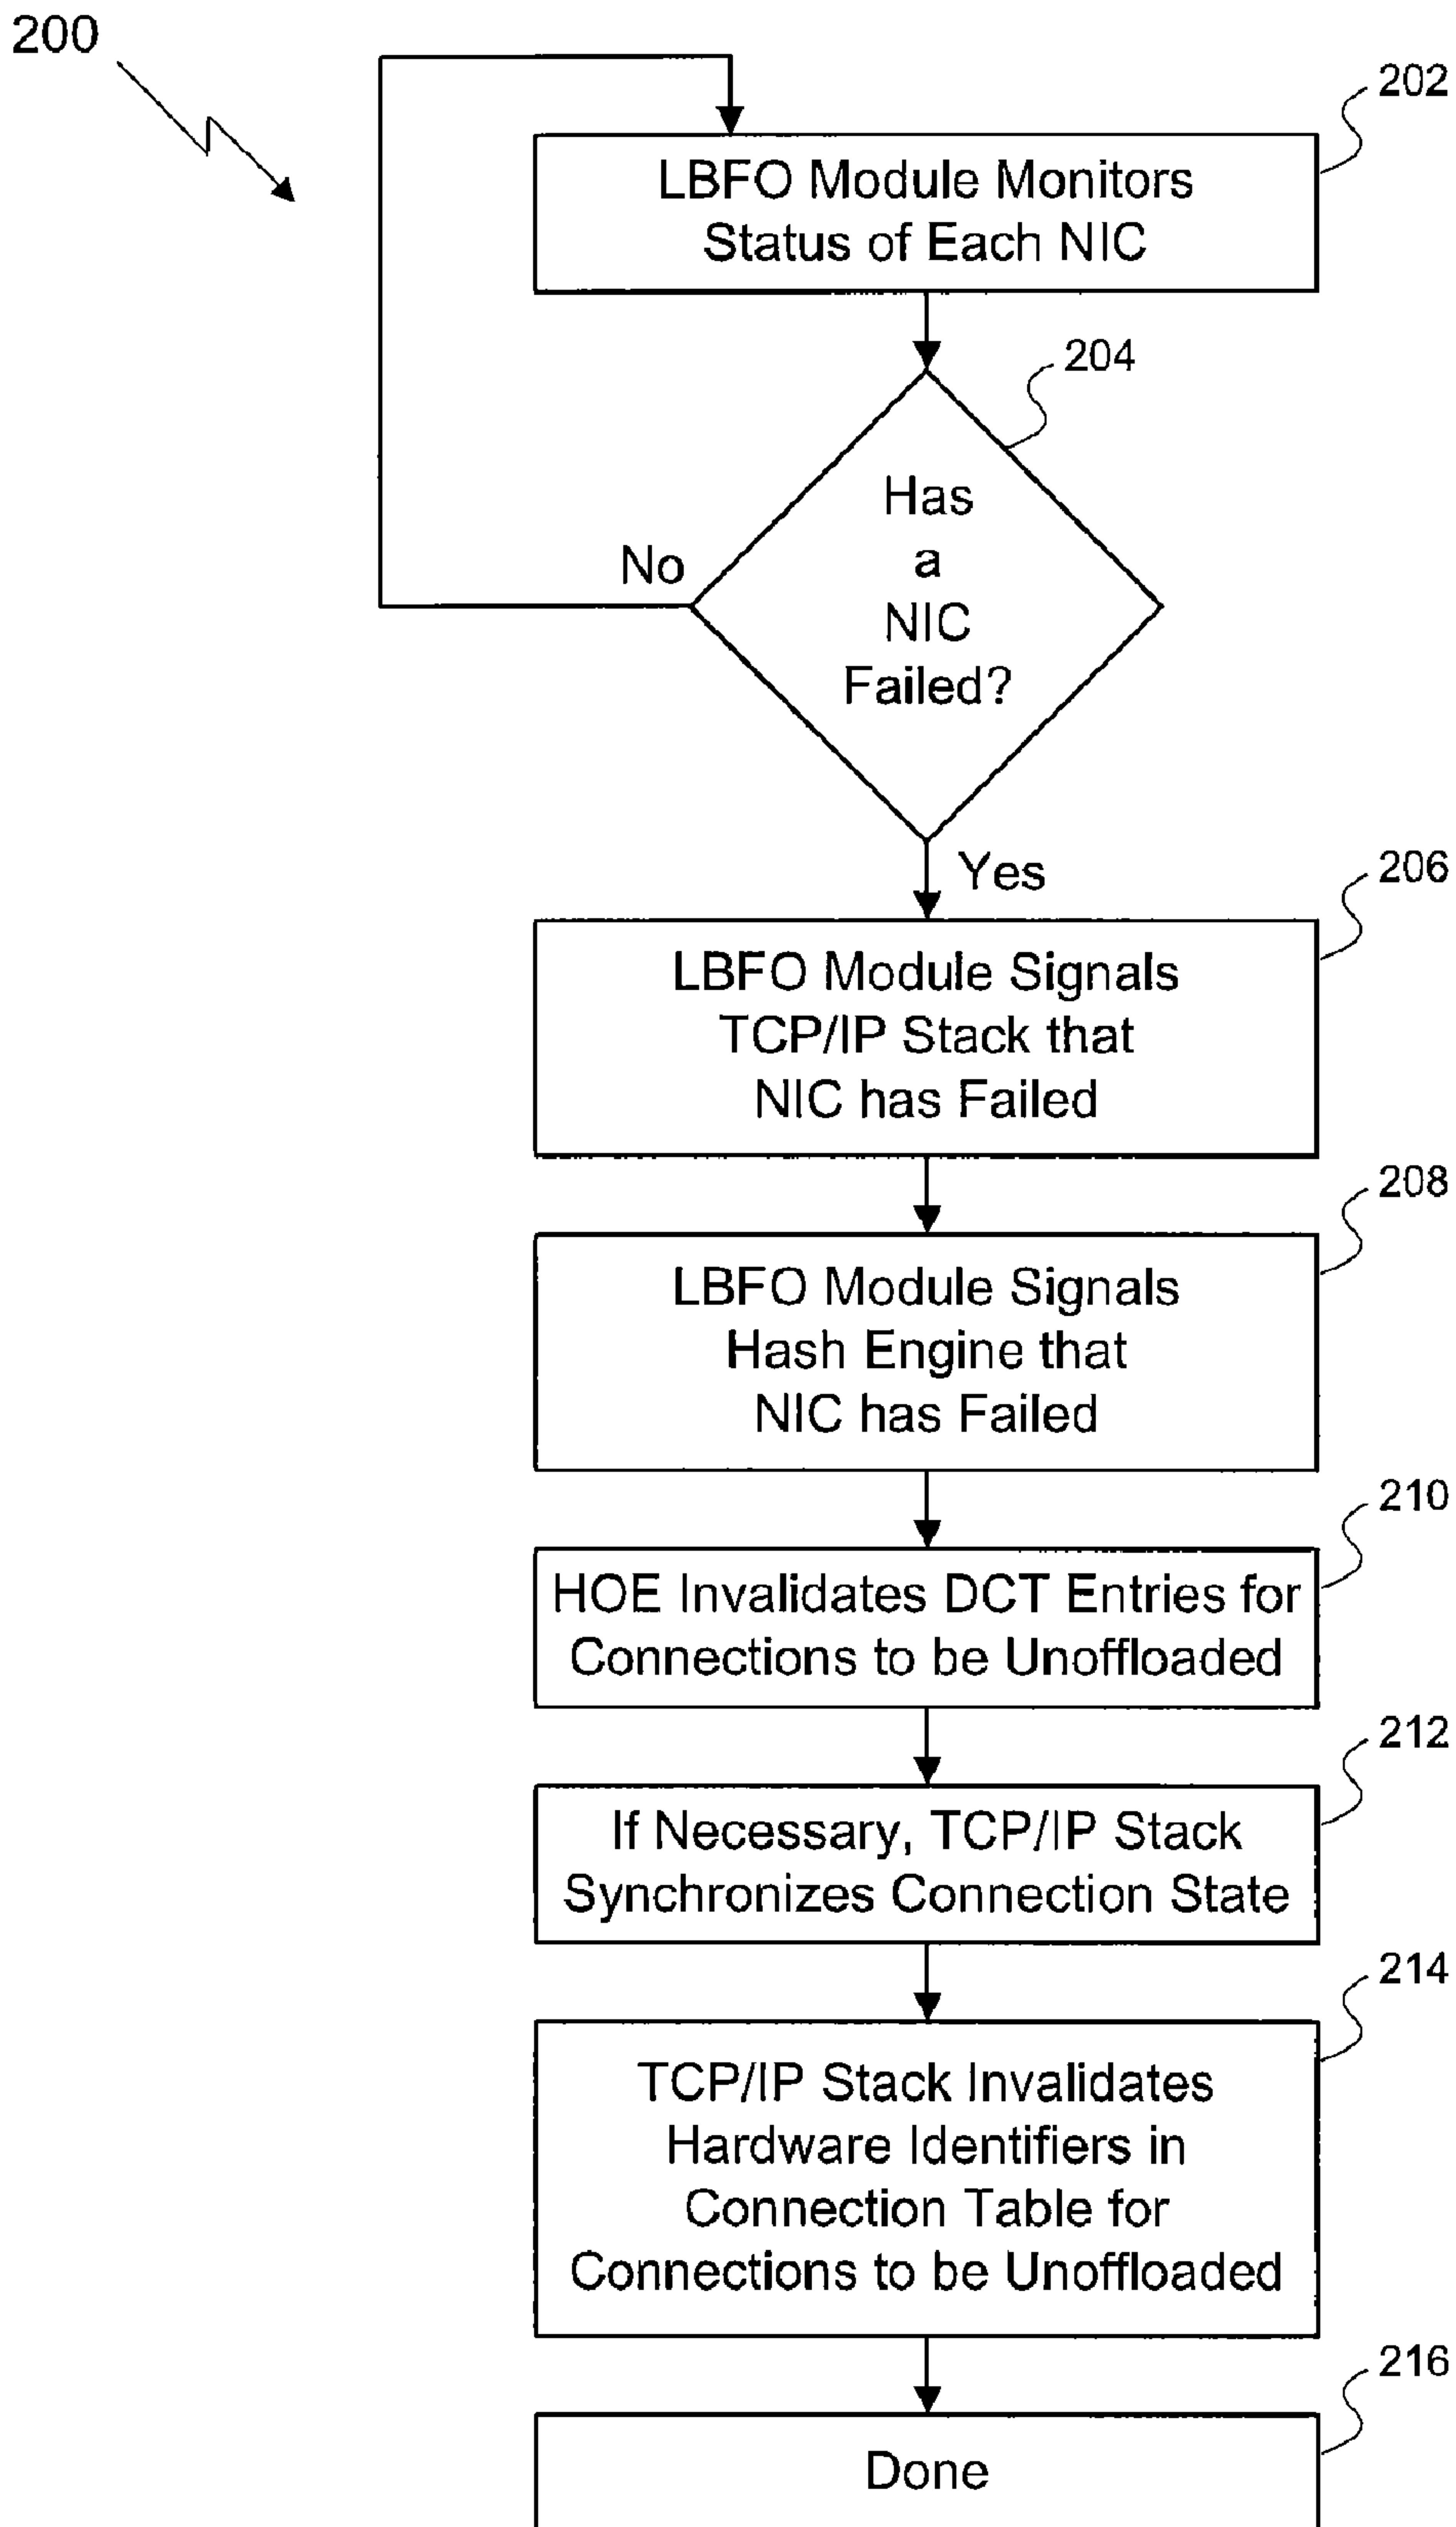 200
202
LBFO Module Monitors
Status of Each NIC
204
Has
a
NIC
Failed?
No
Yes
206
LBFO Module Signals
TCP/IP Stack that
NIC has Failed
208
LBFO Module Signals
Hash Engine that
NIC has Failed
210
HOE Invalidates DCT Entries for
Connections to be Unoffloaded
212
If Necessary, TCP/IP Stack
Synchronizes Connection State
214
TCP/IP Stack Invalidates
Hardware Identifiers in
Connection Table for
Connections to be Unoffloaded
216
Done